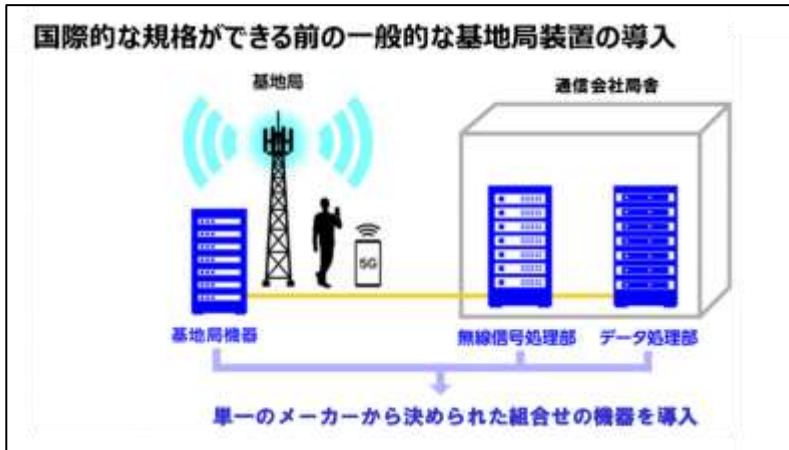 国際的な規格ができる前の一般的な基地局装置の導入
基地局
通信会社局舎
5G
基地局機器
無線信号処理部
データ処理部
単一のメーカーから決められた組合せの機器を導入